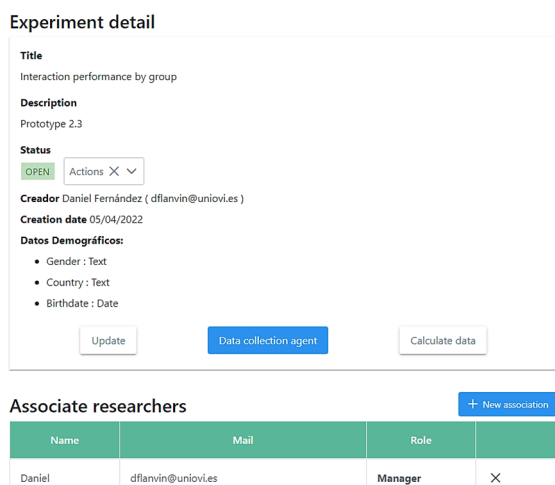 Experiment detail
Title
Interaction performance by group
Description
Prototype 2.3
Status
OPEN Actions
Creador Daniel Fernández ( dflanvin@uniovi.es )
Creation date 05/04/2022
Datos Demográficos:
Gender : Text
Country : Text
Birthdate : Date
Update Data collection agent Calculate data
Associate researchers + New association
Name Mail Role
Daniel dflanvin@uniovi.es Manager